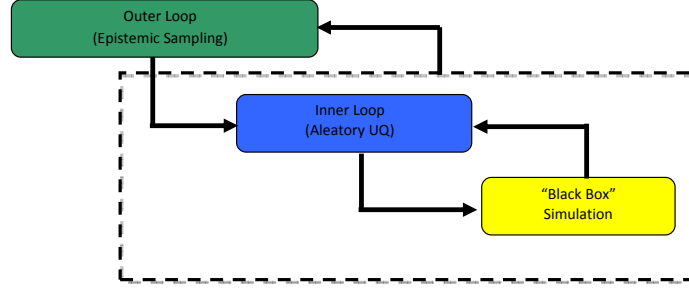 Outer Loop
(Epistemic Sampling)
Inner Loop
(Aleatory UQ)
“Black Box”
Simulation